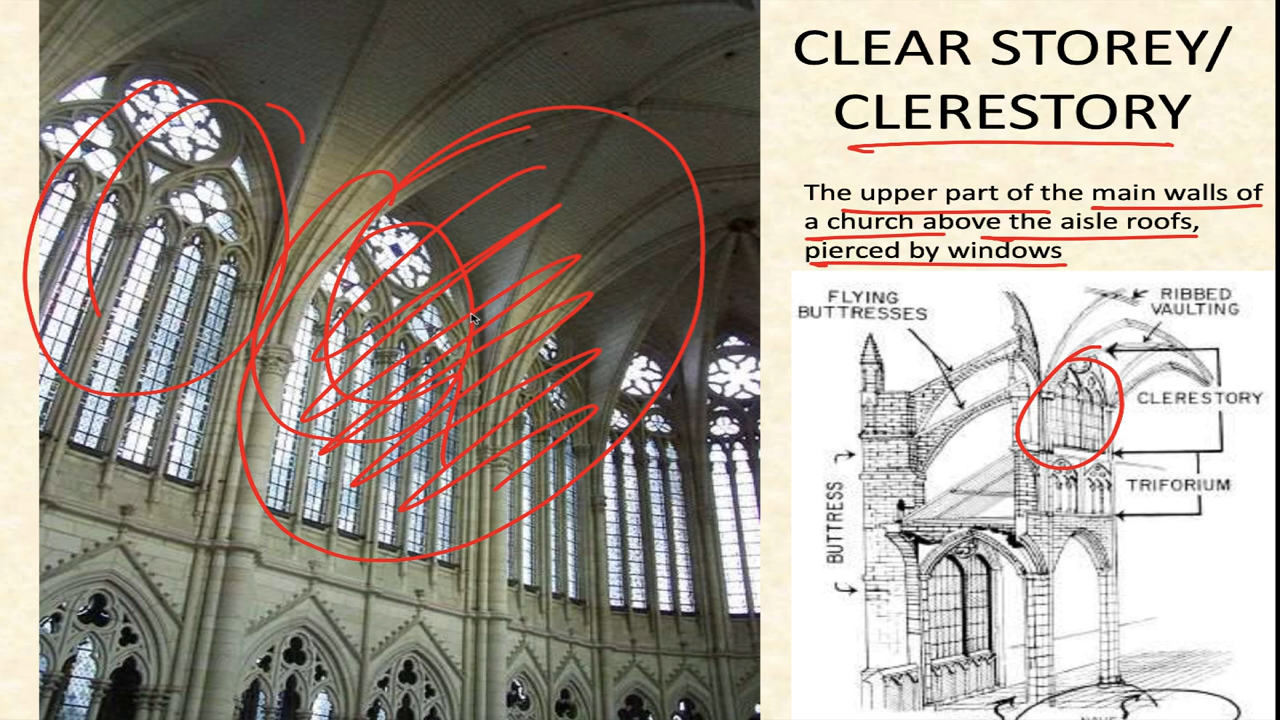 CLEAR STOREY/
CLERESTORY
The upper part of the main walls of
a church above the aisle roofs,
pierced by windows
FLYING
BUTTRESSES
RIBBED
VAULTING
CLERESTORY
TRIFORIUM
BUTTRESS
NAVE